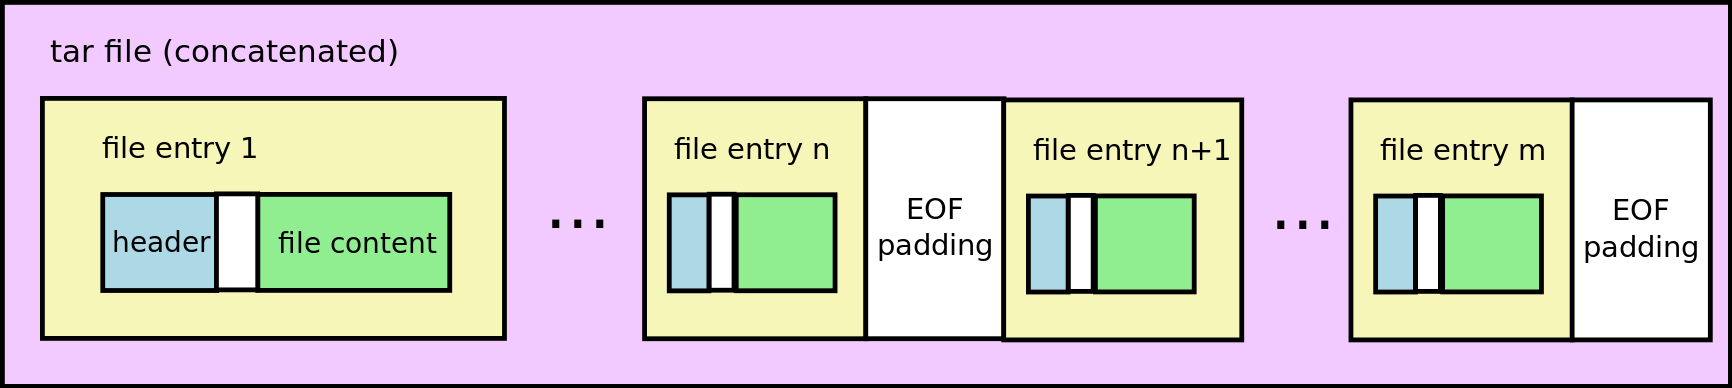 tar file (concatenated)
file entry 1
header
file content
...
file entry n
EOF
padding
file entry n+1
...
file entry m
EOF
padding